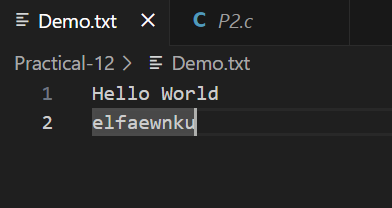 Demo.txt
C P2.c
Practical-12 > Demo.txt
1 Hello World
2 elfaewnku